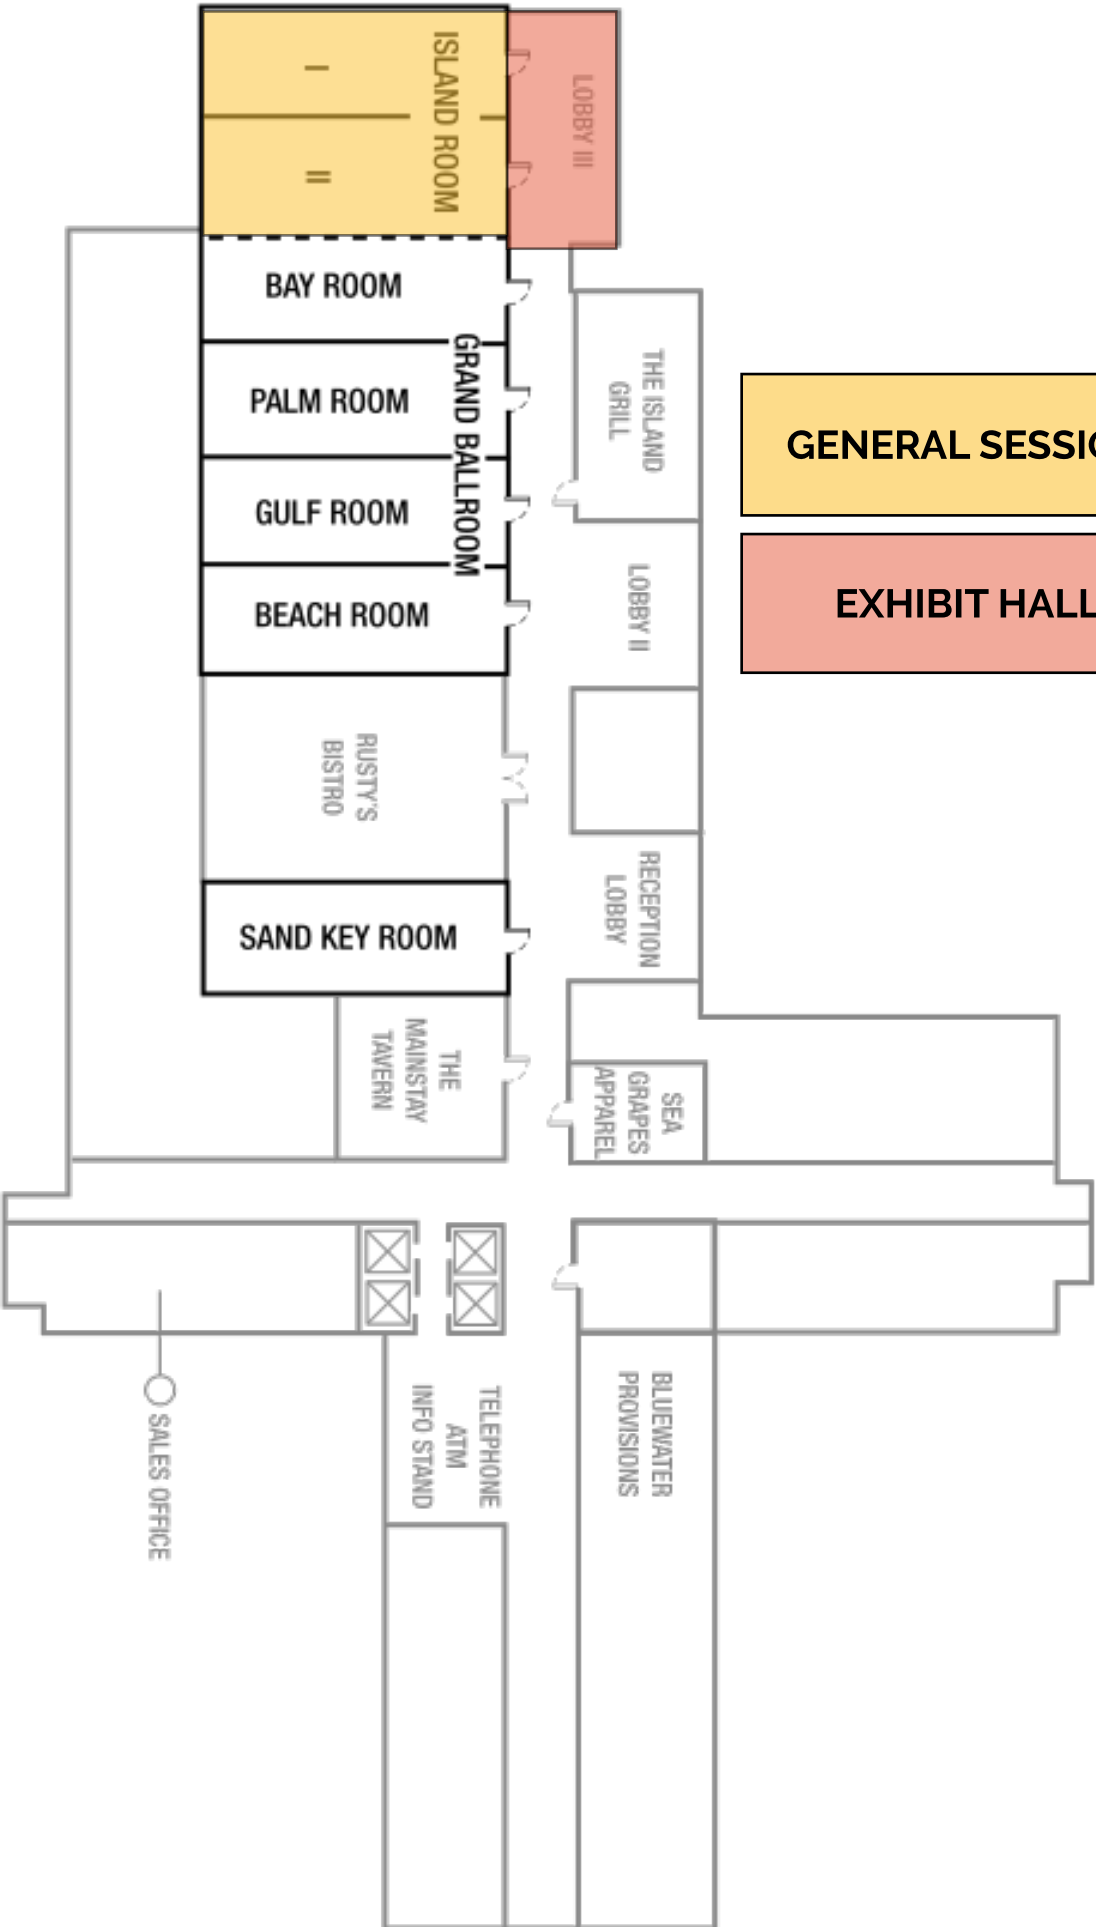 I
II
ISLAND ROOM
LOBBY III
BAY ROOM
PALM ROOM
GULF ROOM
BEACH ROOM
GRAND BALLROOM
THE ISLAND
GRILL
GENERAL SESSIO
EXHIBIT HALL
LOBBY II
RUSTY'S
BISTRO
RECEPTION
LOBBY
SAND KEY ROOM
THE
MAINSTAY
TAVERN
SEA
GRAPES
APPAREL
SALES OFFICE
TELEPHONE
ATM
INFO STAND
BLUEWATER
PROVISIONS